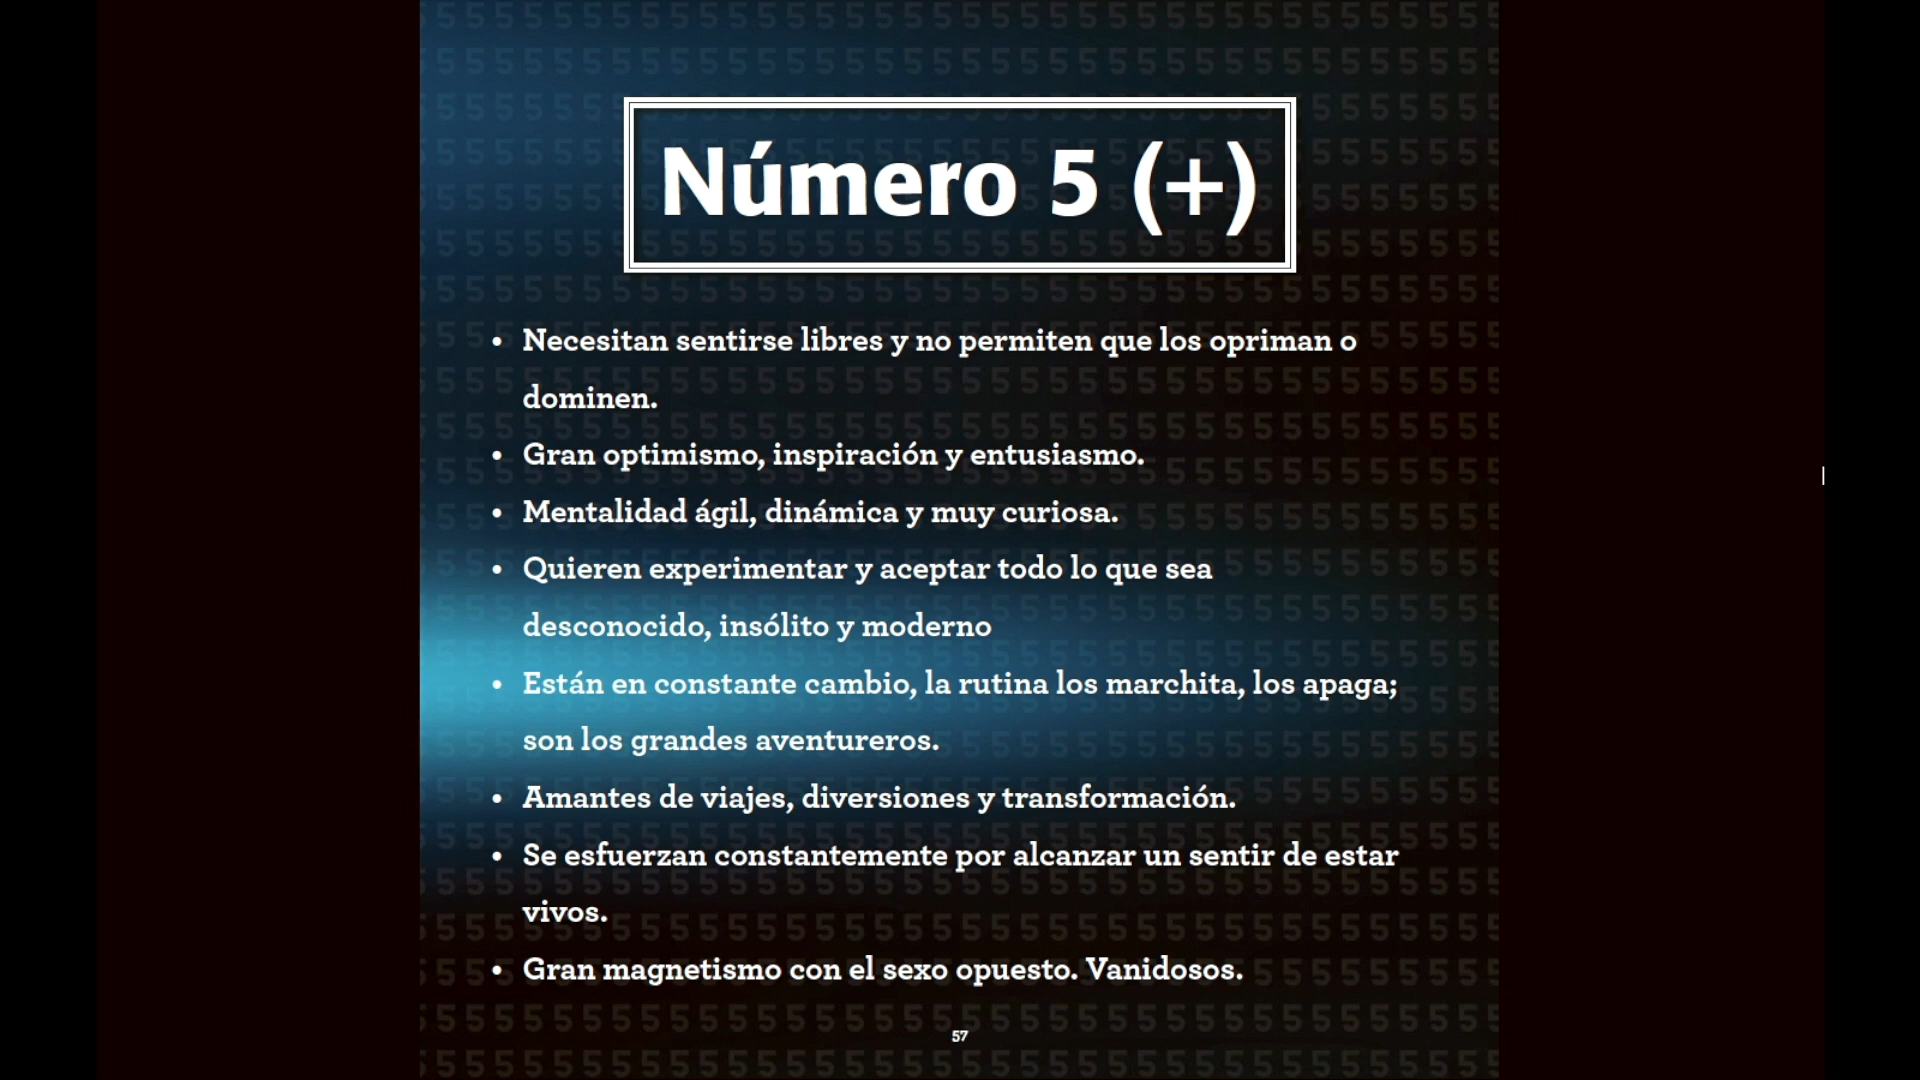 Número 5 (+)
• Necesitan sentirse libres y no permiten que los opriman o
dominen.
• Gran optimismo, inspiración y entusiasmo.
• Mentalidad ágil, dinámica y muy curiosa.
• Quieren experimentar y aceptar todo lo que sea
desconocido, insólito y moderno
• Están en constante cambio, la rutina los marchita, los apaga;
son los grandes aventureros.
• Amantes de viajes, diversiones y transformación.
• Se esfuerzan constantemente por alcanzar un sentir de estar
vivos.
• Gran magnetismo con el sexo opuesto. Vanidosos.
57